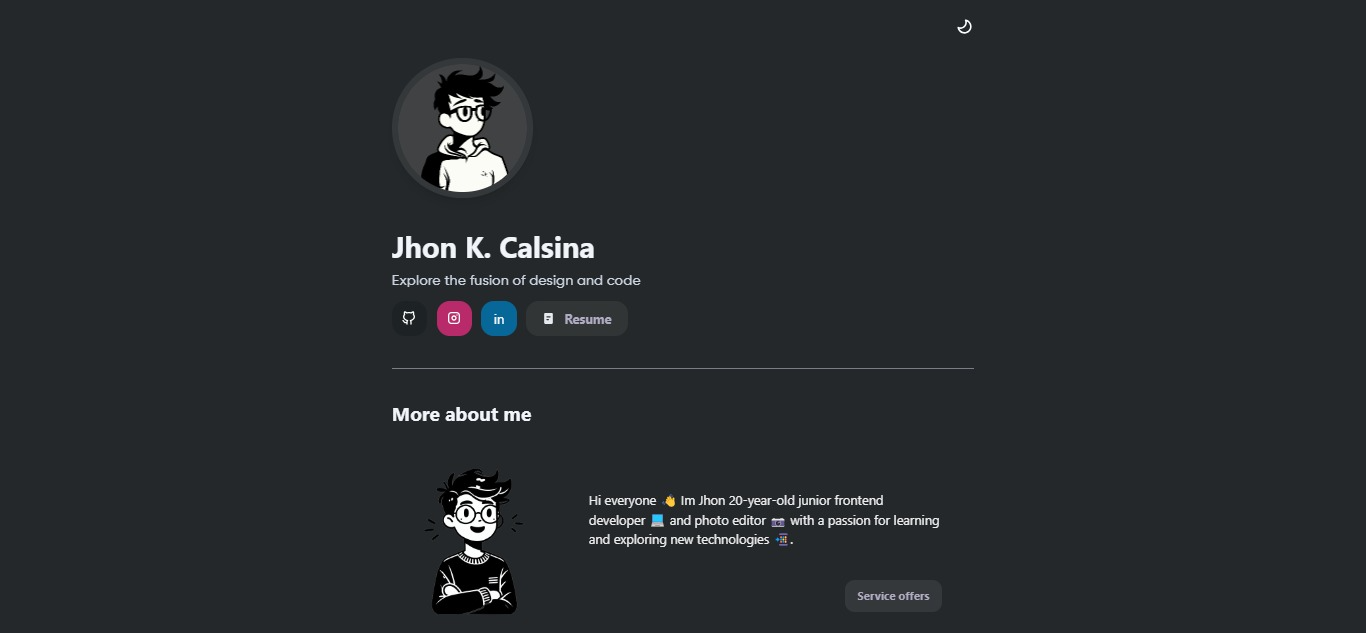 Jhon K. Calsina
Explore the fusion of design and code
in
Resume
More about me
Hi everyone 👋 Im Jhon 20-year-old junior frontend
developer 💻 and photo editor 📷 with a passion for learning
and exploring new technologies 📲.
Service offers